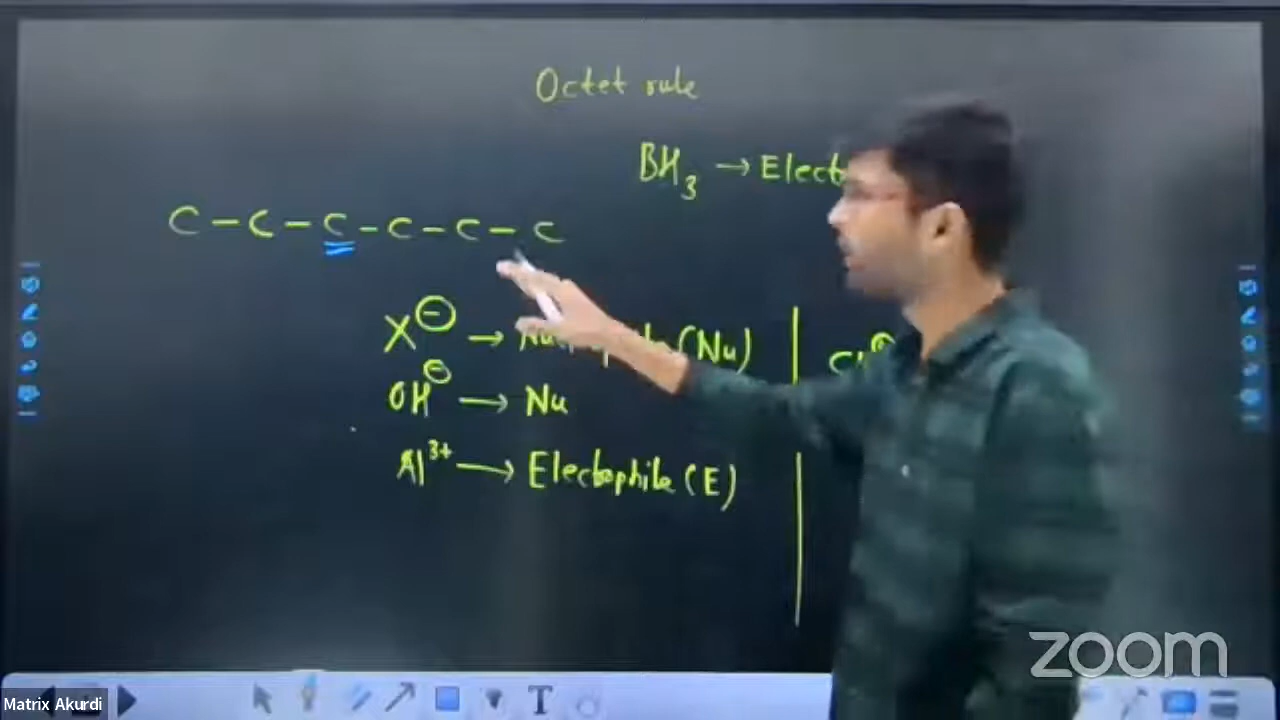 Octet rule
BH3 → Elect
C - C - C - C - C - C
X⊖ → (Nu)
OH⊖ → Nu
Al3+ → Electophile (E)
zoom
Matrix Akurdi
T